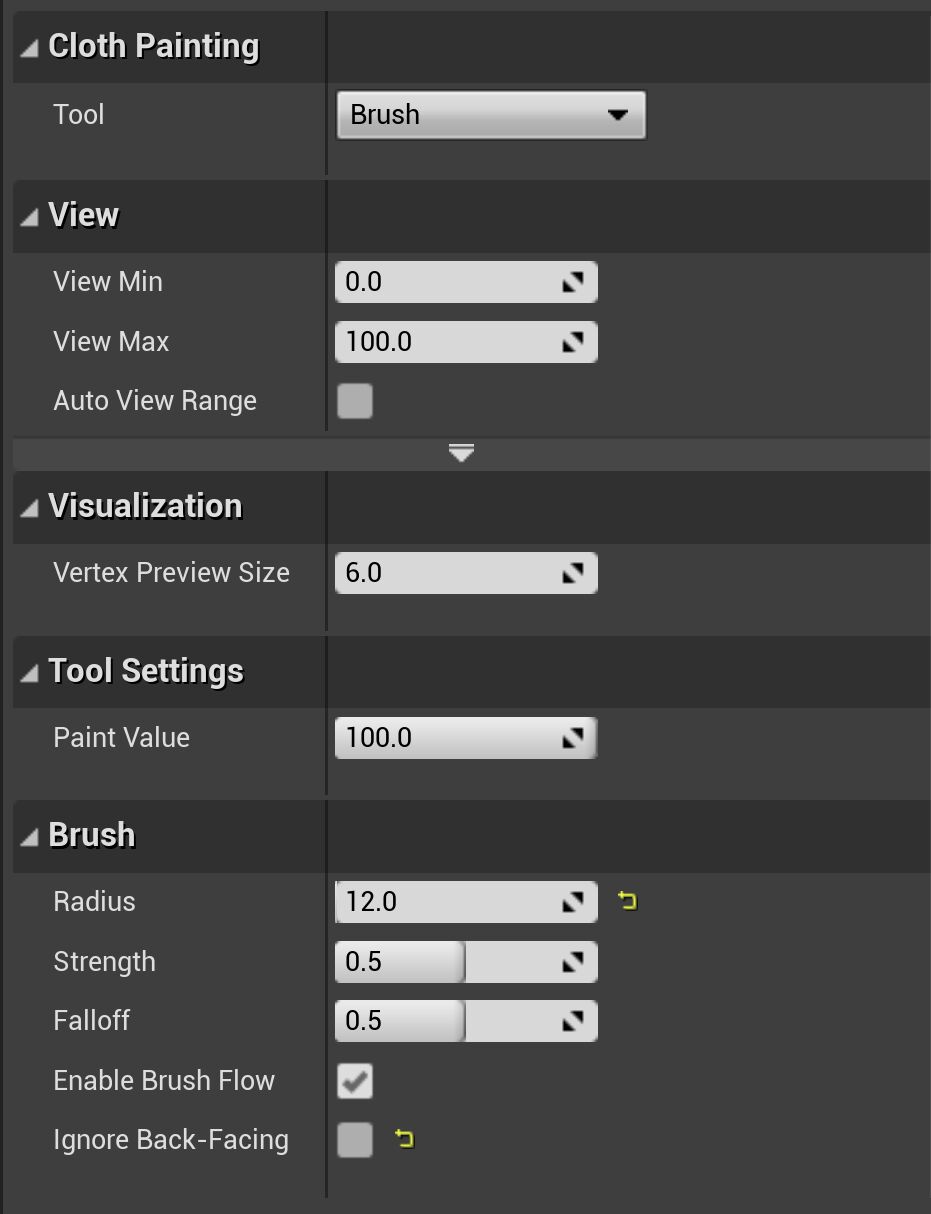 Cloth Painting
Tool Brush
View
View Min 0.0
View Max 100.0
Auto View Range
Visualization
Vertex Preview Size 6.0
Tool Settings
Paint Value 100.0
Brush
Radius 12.0
Strength 0.5
Falloff 0.5
Enable Brush Flow
Ignore Back-Facing